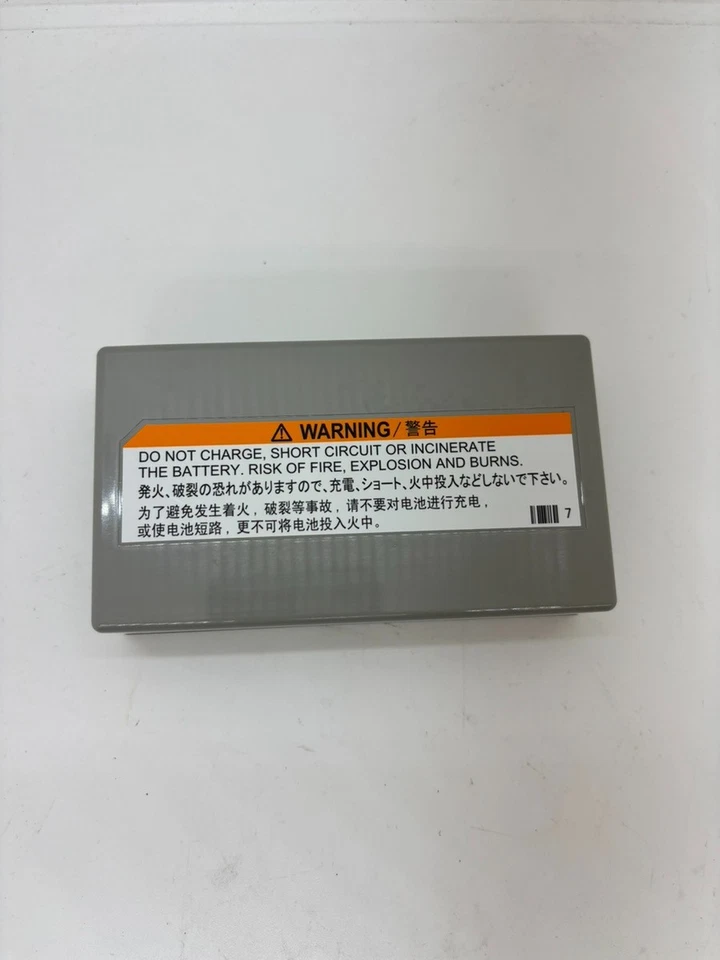 WARNING/警告
DO NOT CHARGE, SHORT CIRCUIT OR INCINERATE
THE BATTERY. RISK OF FIRE, EXPLOSION AND BURNS.
発火、破裂の恐れがありますので、充電、ショート、火中投入などしないで下さい。
为了避免发生着火，破裂等事故，请不要对电池进行充电，
或使电池短路，更不可将电池投入火中。
7